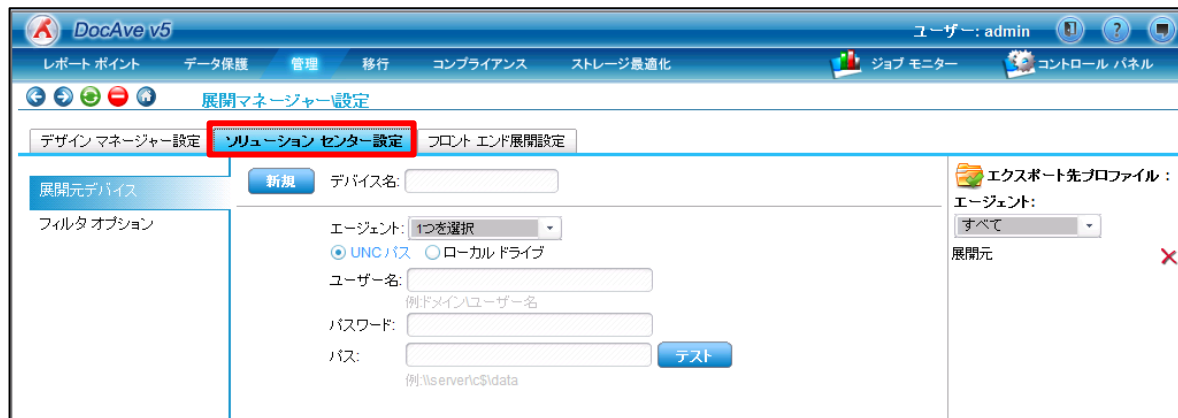 DocAve v5
ユーザー: admin
レポート ポイント データ保護 管理 移行 コンプライアンス ストレージ最適化 ジョブ モニター コントロール パネル
展開マネージャー\設定
デザイン マネージャー設定 ソリューション センター設定 フロント エンド展開設定
展開元デバイス
フィルタ オプション
新規 デバイス名:
エージェント: 1つを選択
UNC パス ローカル ドライブ
ユーザー名:
例:ドメイン\ユーザー名
パスワード:
パス: テスト
例:\\server\c$\data
エクスポート先プロファイル :
エージェント:
すべて
展開元